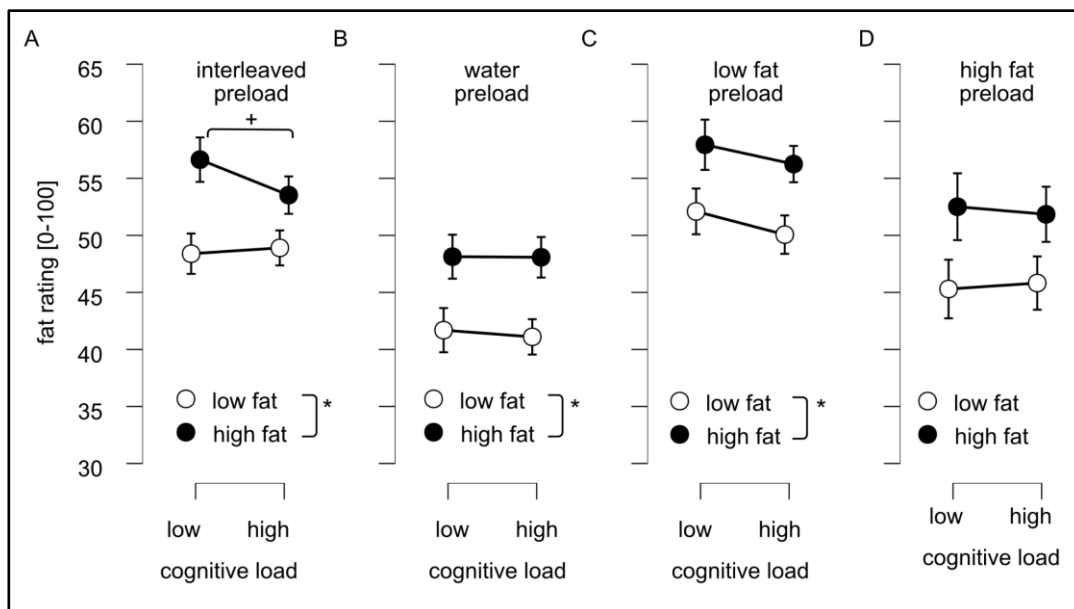 A
B
C
D
interleaved
preload
water
preload
low fat
preload
high fat
preload
+
fat rating [0-100]
65
60
55
50
45
40
35
30
low fat
high fat
*
low fat
high fat
*
low fat
high fat
*
low fat
high fat
low high
low high
low high
low high
cognitive load
cognitive load
cognitive load
cognitive load